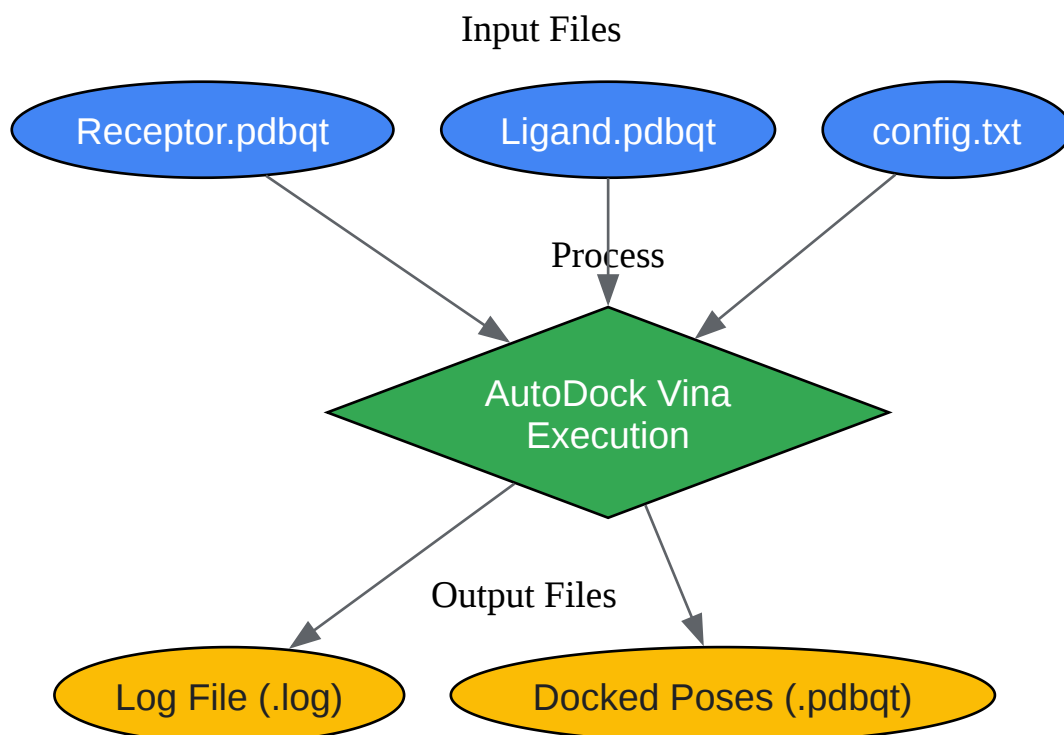 Input Files
Receptor.pdbqt
Ligand.pdbqt
config.txt
Process
AutoDock Vina
Execution
Output Files
Log File (.log)
Docked Poses (.pdbqt)